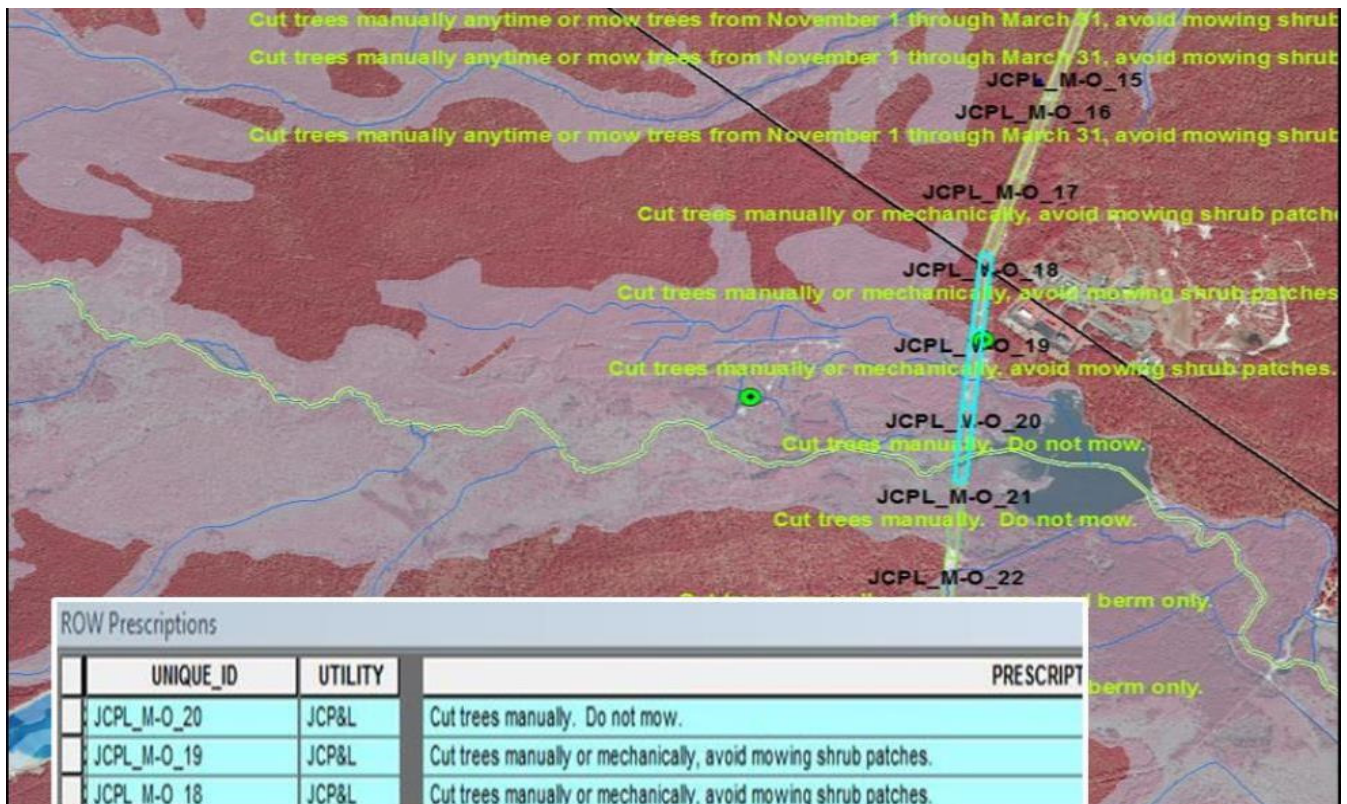 Cut trees manually anytime or mow trees from November 1 through March 31, avoid mowing shrub
Cut trees manually anytime or mow trees from November 1 through March 31, avoid mowing shrub
JCPL_M-O_15
JCPL_M-O_16
Cut trees manually anytime or mow trees from November 1 through March 31, avoid mowing shrub
JCPL_M-O_17
Cut trees manually or mechanically, avoid mowing shrub patche
JCPL_M-O_18
Cut trees manually or mechanically, avoid mowing shrub patches
JCPL_M-O_19
Cut trees manually or mechanically, avoid mowing shrub patches.
JCPL_M-O_20
Cut trees manually. Do not mow.
JCPL_M-O_21
Cut trees manually. Do not mow.
JCPL_M-O_22
berm only.
berm only.
ROW Prescriptions
UNIQUE_ID UTILITY PRESCRIPT
JCPL_M-O_20 JCP&L Cut trees manually. Do not mow.
JCPL_M-O_19 JCP&L Cut trees manually or mechanically, avoid mowing shrub patches.
JCPL_M-O_18 JCP&L Cut trees manually or mechanically, avoid mowing shrub patches.